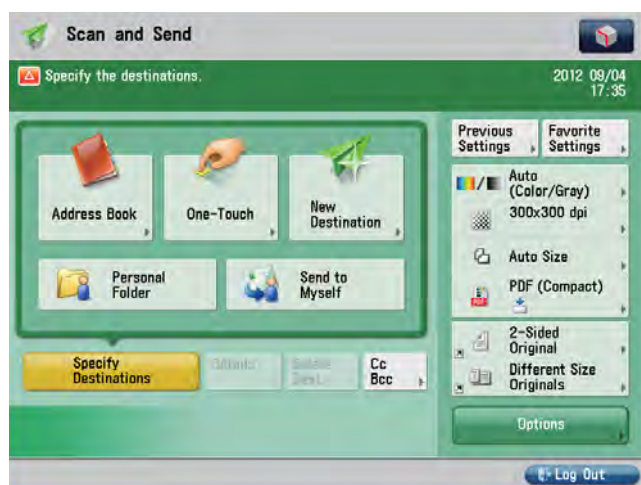 Scan and Send
Specify the destinations.
2012 09/04
17:35
Previous
Settings
Favorite
Settings
Address Book
One-Touch
New
Destination
Personal
Folder
Send to
Myself
Auto
(Color/Gray)
300x300 dpi
Auto Size
PDF (Compact)
PDF
2-Sided
Original
Different Size
Originals
Specify
Destinations
Details
Cc
Bcc
Options
Log Out